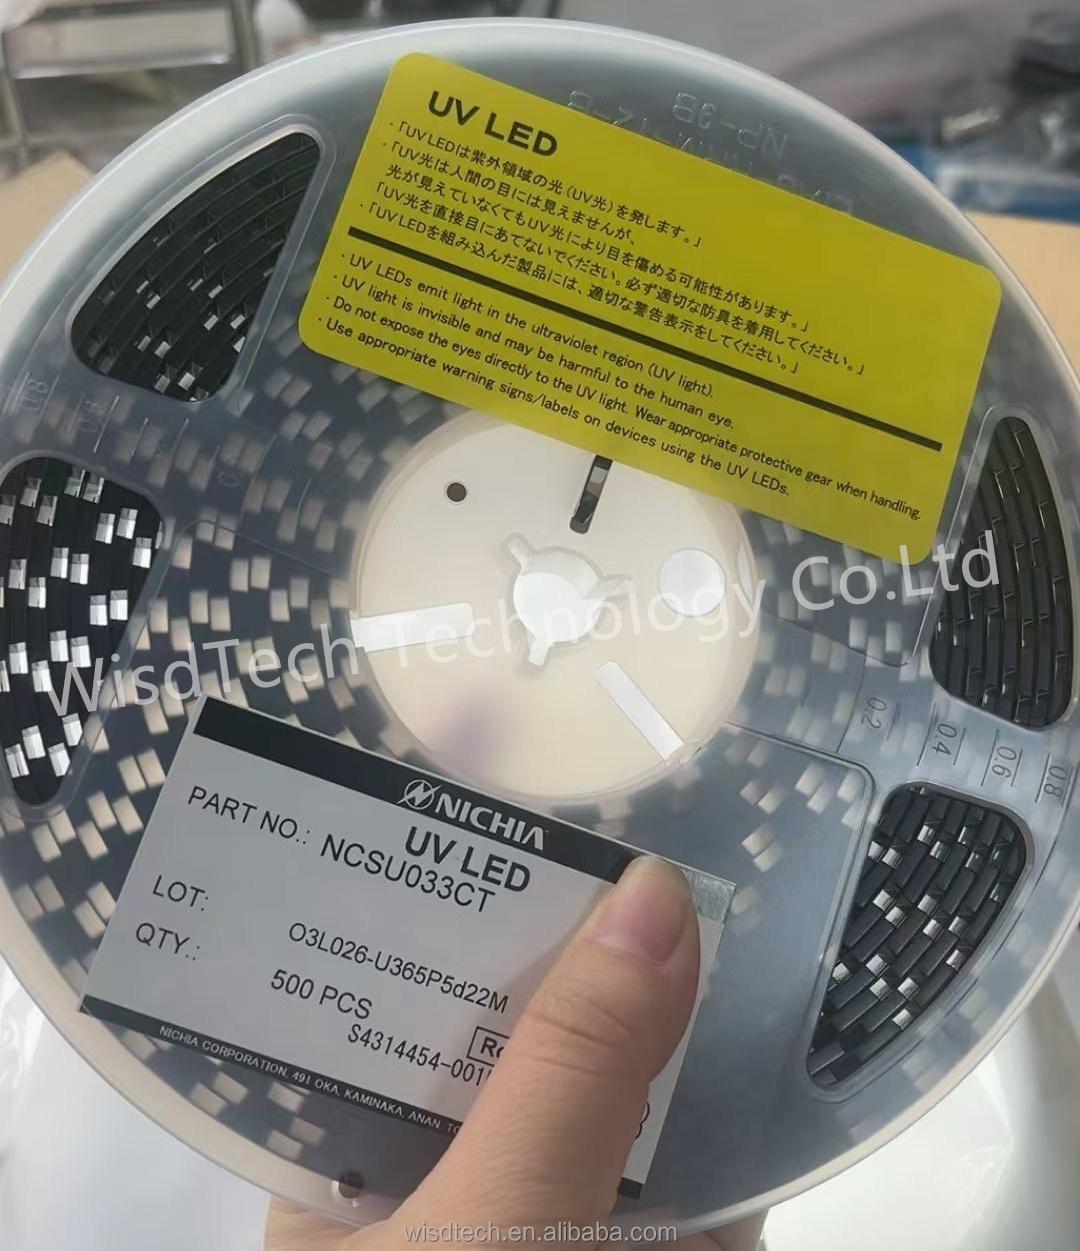 UV LED
・「UV LEDは紫外領域の光（UV光）を発します。」
・「UV光は人間の目には見えませんが、
光が見えていなくてもUV光により目を傷める可能性があります。」
「UV光を直接目にあてないでください。必ず適切な防具を着用してください。」
・「UV LEDを組み込んだ製品には、適切な警告表示をしてください。」
・UV LEDs emit light in the ultraviolet region (UV light).
・UV light is invisible and may be harmful to the human eye.
・Do not expose the eyes directly to the UV light. Wear appropriate protective gear when handling.
・Use appropriate warning signs/labels on devices using the UV LEDs.
WisdTech Technology Co.Ltd
0.2
0.4
0.6
0.8
NICHIA
UV LED
PART NO.: NCSU033CT
LOT: O3L026-U365P5d22M
QTY.: 500 PCS
S4314454-001
NICHIA CORPORATION, 491 OKA, KAMINAKA, ANAN
wisdtech.en.alibaba.com